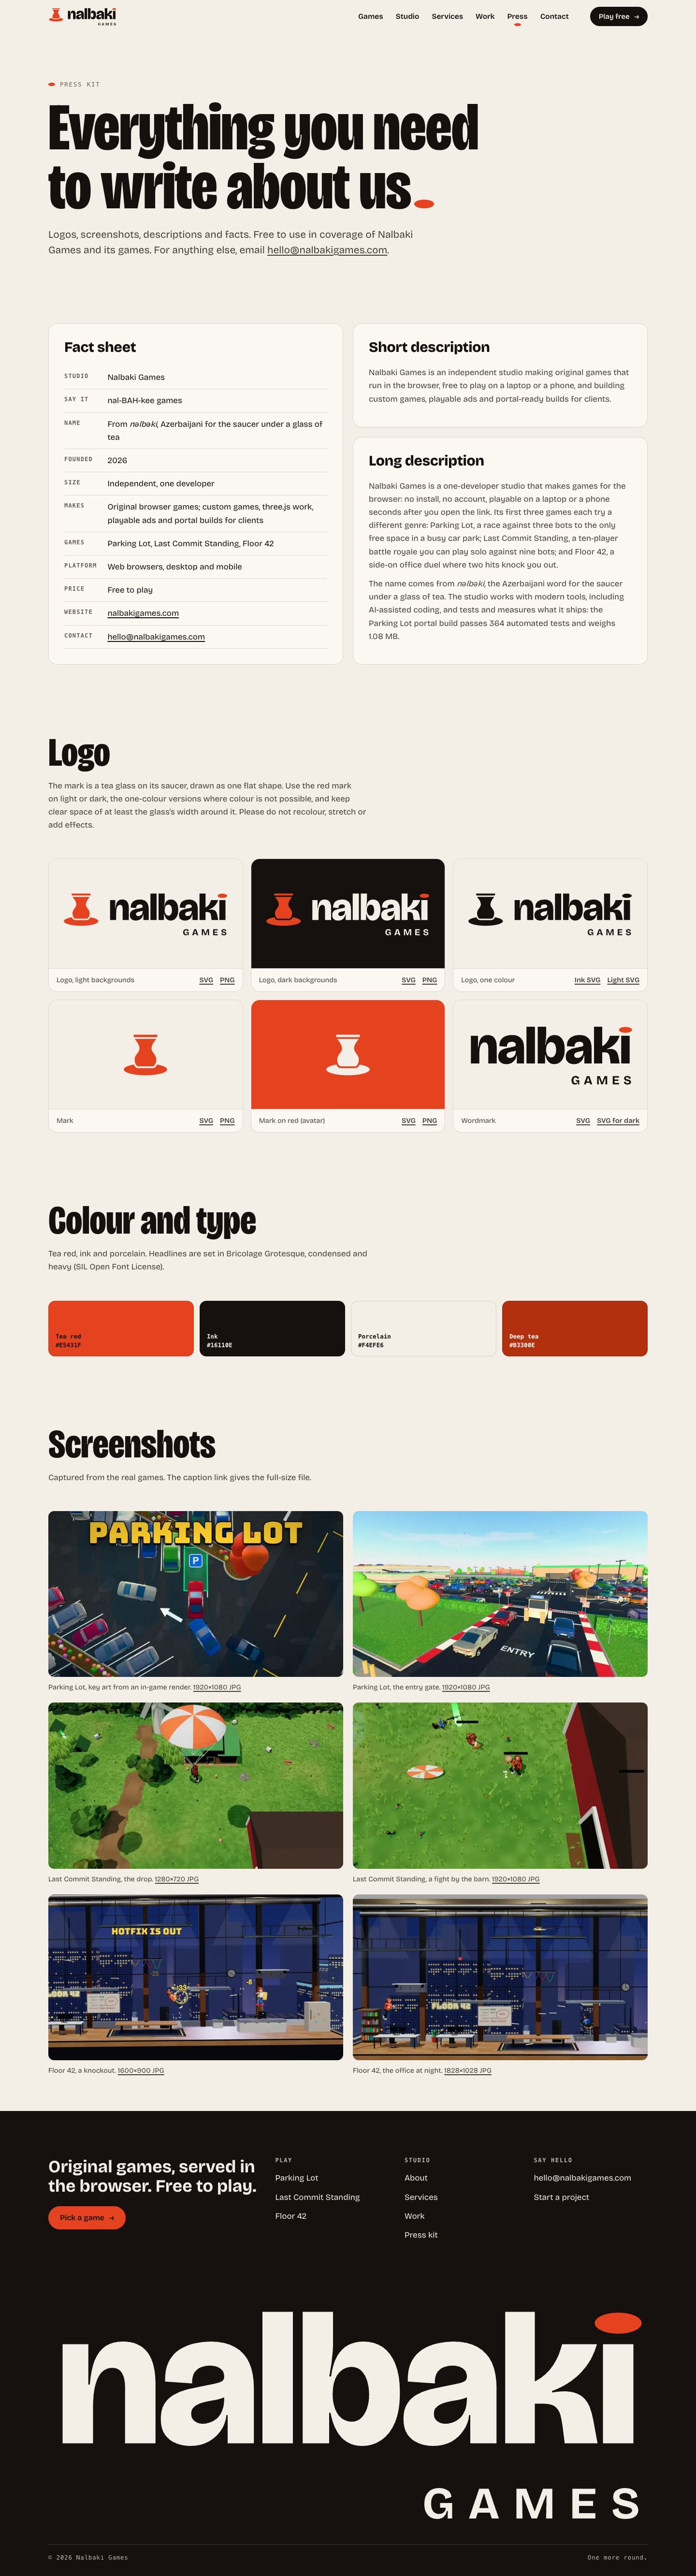 nalbaki
GAMES
Games Studio Services Work Press Contact Play free →
PRESS KIT
Everything you need
to write about us
Logos, screenshots, descriptions and facts. Free to use in coverage of Nalbaki
Games and its games. For anything else, email hello@nalbakigames.com.
Fact sheet
STUDIO Nalbaki Games
SAY IT nal-BAH-kee games
NAME From nəlbəki, Azerbaijani for the saucer under a glass of
tea
FOUNDED 2026
SIZE Independent, one developer
MAKES Original browser games; custom games, three.js work,
playable ads and portal builds for clients
GAMES Parking Lot, Last Commit Standing, Floor 42
PLATFORM Web browsers, desktop and mobile
PRICE Free to play
WEBSITE nalbakigames.com
CONTACT hello@nalbakigames.com
Short description
Nalbaki Games is an independent studio making original games that
run in the browser, free to play on a laptop or a phone, and building
custom games, playable ads and portal-ready builds for clients.
Long description
Nalbaki Games is a one-developer studio that makes games for the
browser: no install, no account, playable on a laptop or a phone
seconds after you open the link. Its first three games each try a
different genre: Parking Lot, a race against three bots to the only
free space in a busy car park; Last Commit Standing, a ten-player
battle royale you can play solo against nine bots; and Floor 42, a
side-on office duel where two hits knock you out.
The name comes from nəlbəki, the Azerbaijani word for the saucer
under a glass of tea. The studio works with modern tools, including
AI-assisted coding, and tests and measures what it ships: the
Parking Lot portal build passes 364 automated tests and weighs
1.08 MB.
Logo
The mark is a tea glass on its saucer, drawn as one flat shape. Use the red mark
on light or dark, the one-colour versions where colour is not possible, and keep
clear space of at least the glass's width around it. Please do not recolour, stretch or
add effects.
nalbaki
GAMES
Logo, light backgrounds SVG PNG
nalbaki
GAMES
Logo, dark backgrounds SVG PNG
nalbaki
GAMES
Logo, one colour Ink SVG Light SVG
Mark SVG PNG
Mark on red (avatar) SVG PNG
nalbaki
GAMES
Wordmark SVG SVG for dark
Colour and type
Tea red, ink and porcelain. Headlines are set in Bricolage Grotesque, condensed and
heavy (SIL Open Font License).
Tea red
#E5431F
Ink
#16110E
Porcelain
#F4EFE6
Deep tea
#B3300E
Screenshots
Captured from the real games. The caption link gives the full-size file.
PARKING LOT
P
Parking Lot, key art from an in-game render. 1920×1080 JPG
ENTRY
Parking Lot, the entry gate. 1920×1080 JPG
Last Commit Standing, the drop. 1280×720 JPG
Last Commit Standing, a fight by the barn. 1920×1080 JPG
HOTFIX IS OUT
-33
-8
Floor 42, a knockout. 1600×900 JPG
FLOOR 42
Floor 42, the office at night. 1828×1028 JPG
Original games, served in
the browser. Free to play.
Pick a game →
PLAY
Parking Lot
Last Commit Standing
Floor 42
STUDIO
About
Services
Work
Press kit
SAY HELLO
hello@nalbakigames.com
Start a project
nalbaki
GAMES
© 2026 Nalbaki Games
One more round.